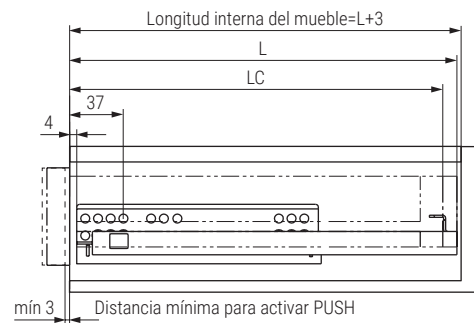 Longitud interna del mueble=L+3
L
LC
37
4
mín 3
Distancia mínima para activar PUSH